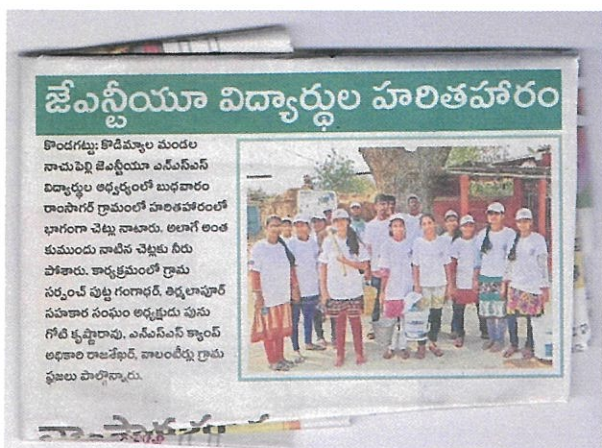 జేఎన్టీయూ విద్యార్థుల హరితహారం
కొండగట్టు: కొడిమ్యాల మండల
నాచుపెల్లి జెఎన్టీయూ ఎన్ఎస్ఎస్
విద్యార్థుల అధ్వర్యంలో బుధవారం
రాంసాగర్ గ్రామంలో హరితహారంలో
భాగంగా చెట్లు నాటారు. అలాగే అంత
కుముందు నాటిన చెట్లకు నీరు
పోశారు. కార్యక్రమంలో గ్రామ
సర్పంచ్ పుట్ట గంగాధర్, తిర్మలాపూర్
సహకార సంఘం అధ్యక్షుడు పును
గోటి కృష్ణారావు, ఎన్ఎస్ఎస్ క్యాంప్
అధికారి రాజశేఖర్, వాలంటీర్లు గ్రామ
ప్రజలు పాల్గొన్నారు.